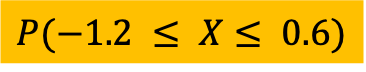 P(−1.2 ≤ X ≤ 0.6)